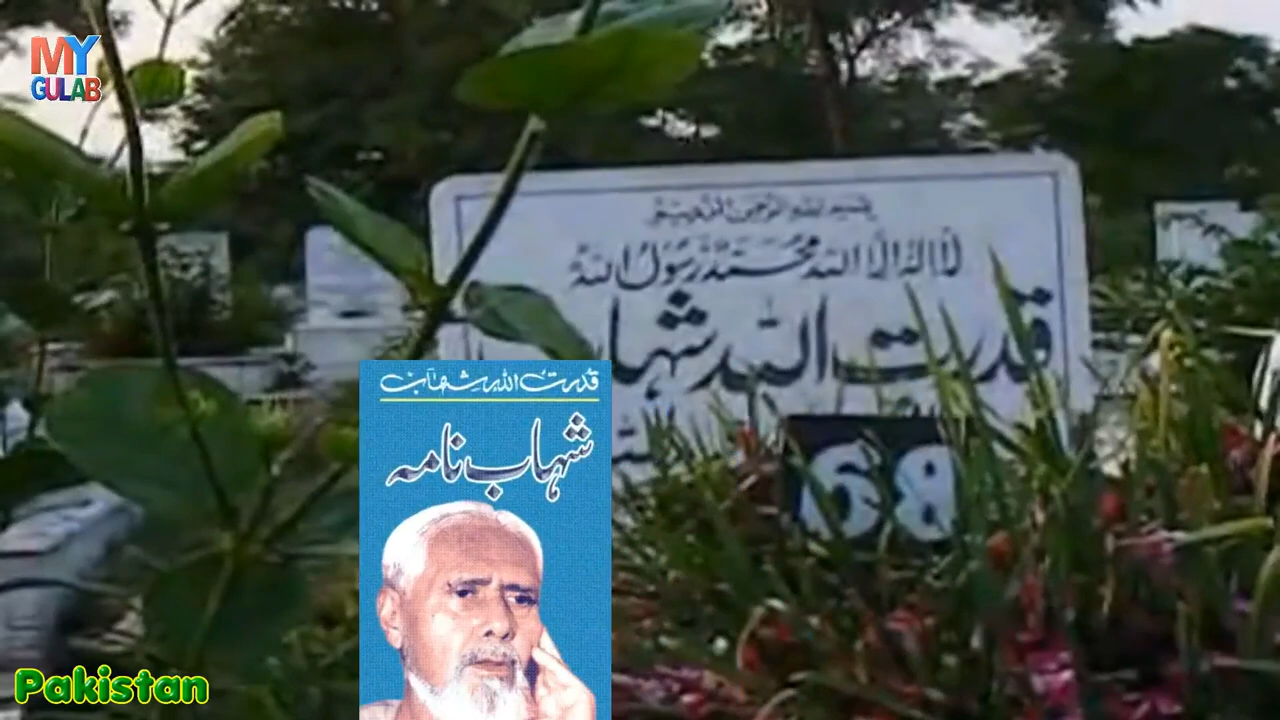 MY
GULAB
بسم اللہ الرحمن الرحیم
لا الہ الا اللہ محمد رسول اللہ
قدرت اللہ شہاب
68
قدرت اللہ شہاب
شہاب نامہ
Pakistan